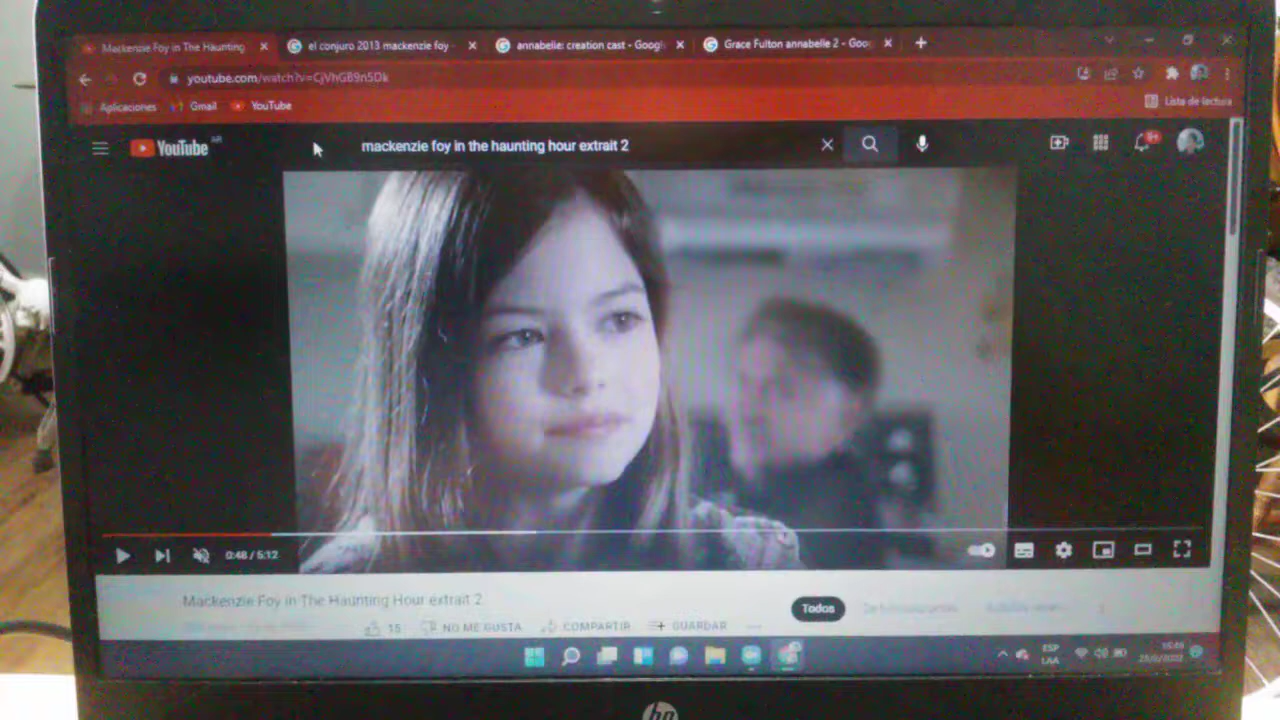 Mackenzie Foy in The Haunting
el conjuro 2013 mackenzie foy -
annabelle: creation cast - Googl
Grace Fulton annabelle 2 - Goog
youtube.com/watch?v=CjVhGB9n5Dk
Aplicaciones Gmail YouTube Lista de lectura
YouTube AR mackenzie foy in the haunting hour extrait 2 9+
0:48 / 5:12
Mackenzie Foy in The Haunting Hour extrait 2 Todos
15 NO ME GUSTA COMPARTIR GUARDAR
ESP
LAA
hp